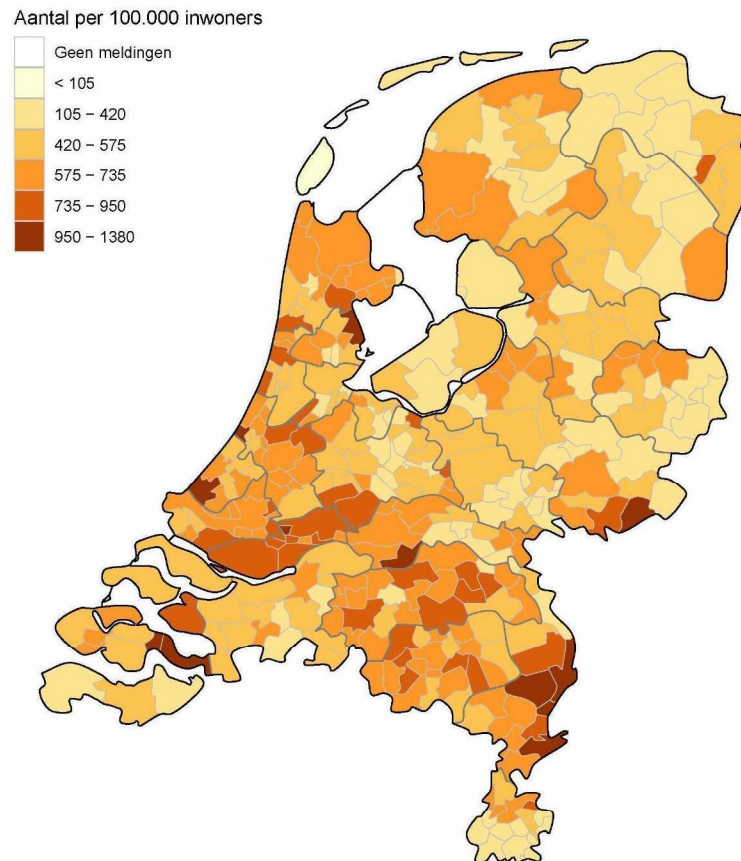 Aantal per 100.000 inwoners
Geen meldingen
< 105
105 – 420
420 – 575
575 – 735
735 – 950
950 – 1380